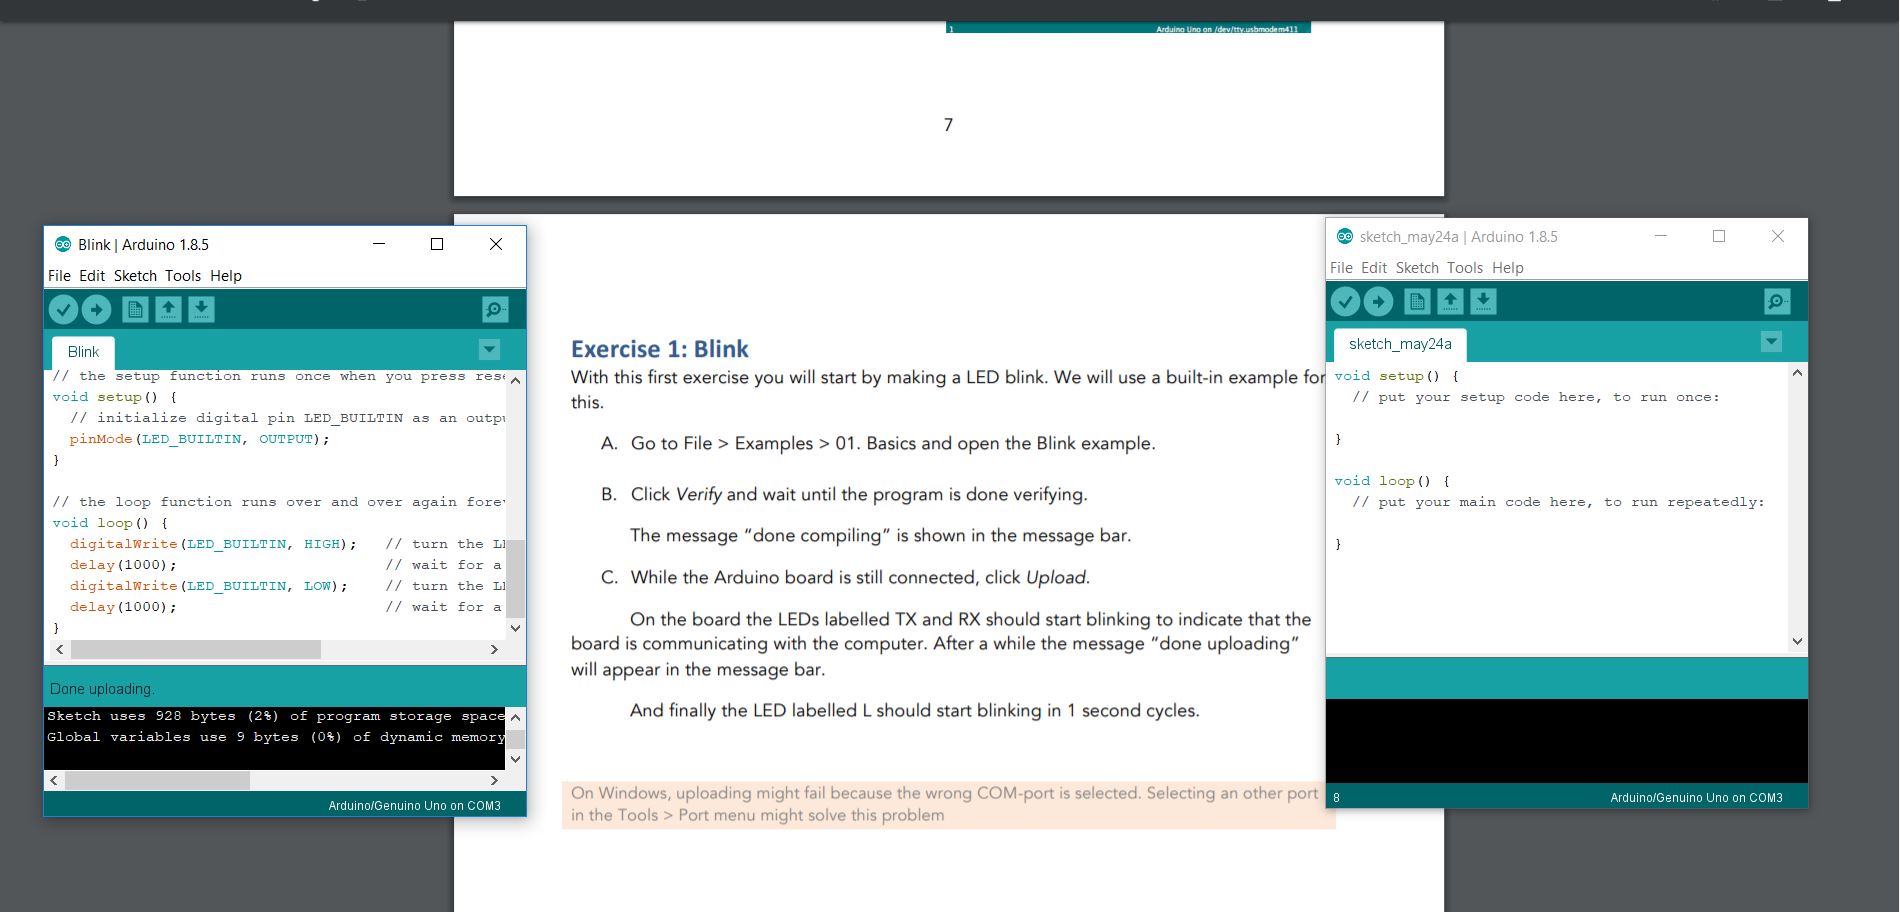 1 Arduino Uno on /dev/tty.usbmodem411
7
Blink | Arduino 1.8.5
File Edit Sketch Tools Help
Blink
// the setup function runs once when you press rese
void setup() {
// initialize digital pin LED_BUILTIN as an outpu
pinMode(LED_BUILTIN, OUTPUT);
}
// the loop function runs over and over again forev
void loop() {
digitalWrite(LED_BUILTIN, HIGH); // turn the LE
delay(1000); // wait for a
digitalWrite(LED_BUILTIN, LOW); // turn the LE
delay(1000); // wait for a
}
Done uploading.
Sketch uses 928 bytes (2%) of program storage space
Global variables use 9 bytes (0%) of dynamic memory
Arduino/Genuino Uno on COM3
Exercise 1: Blink
With this first exercise you will start by making a LED blink. We will use a built-in example for
this.
A. Go to File > Examples > 01. Basics and open the Blink example.
B. Click Verify and wait until the program is done verifying.
The message “done compiling” is shown in the message bar.
C. While the Arduino board is still connected, click Upload.
On the board the LEDs labelled TX and RX should start blinking to indicate that the
board is communicating with the computer. After a while the message “done uploading”
will appear in the message bar.
And finally the LED labelled L should start blinking in 1 second cycles.
On Windows, uploading might fail because the wrong COM-port is selected. Selecting an other port
in the Tools > Port menu might solve this problem
sketch_may24a | Arduino 1.8.5
File Edit Sketch Tools Help
sketch_may24a
void setup() {
// put your setup code here, to run once:
}
void loop() {
// put your main code here, to run repeatedly:
}
8 Arduino/Genuino Uno on COM3